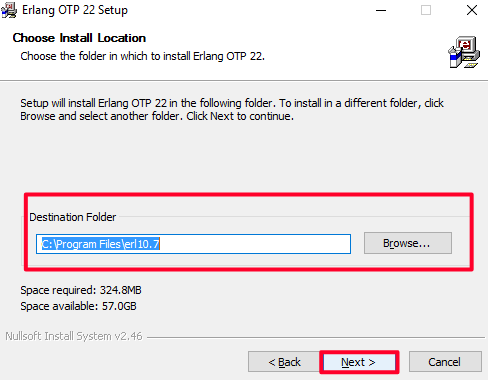 Erlang OTP 22 Setup
Choose Install Location
Choose the folder in which to install Erlang OTP 22.
Setup will install Erlang OTP 22 in the following folder. To install in a different folder, click
Browse and select another folder. Click Next to continue.
Destination Folder
C:\Program Files\erl10.7
Browse...
Space required: 324.8MB
Space available: 57.0GB
Nullsoft Install System v2.46
< Back
Next >
Cancel